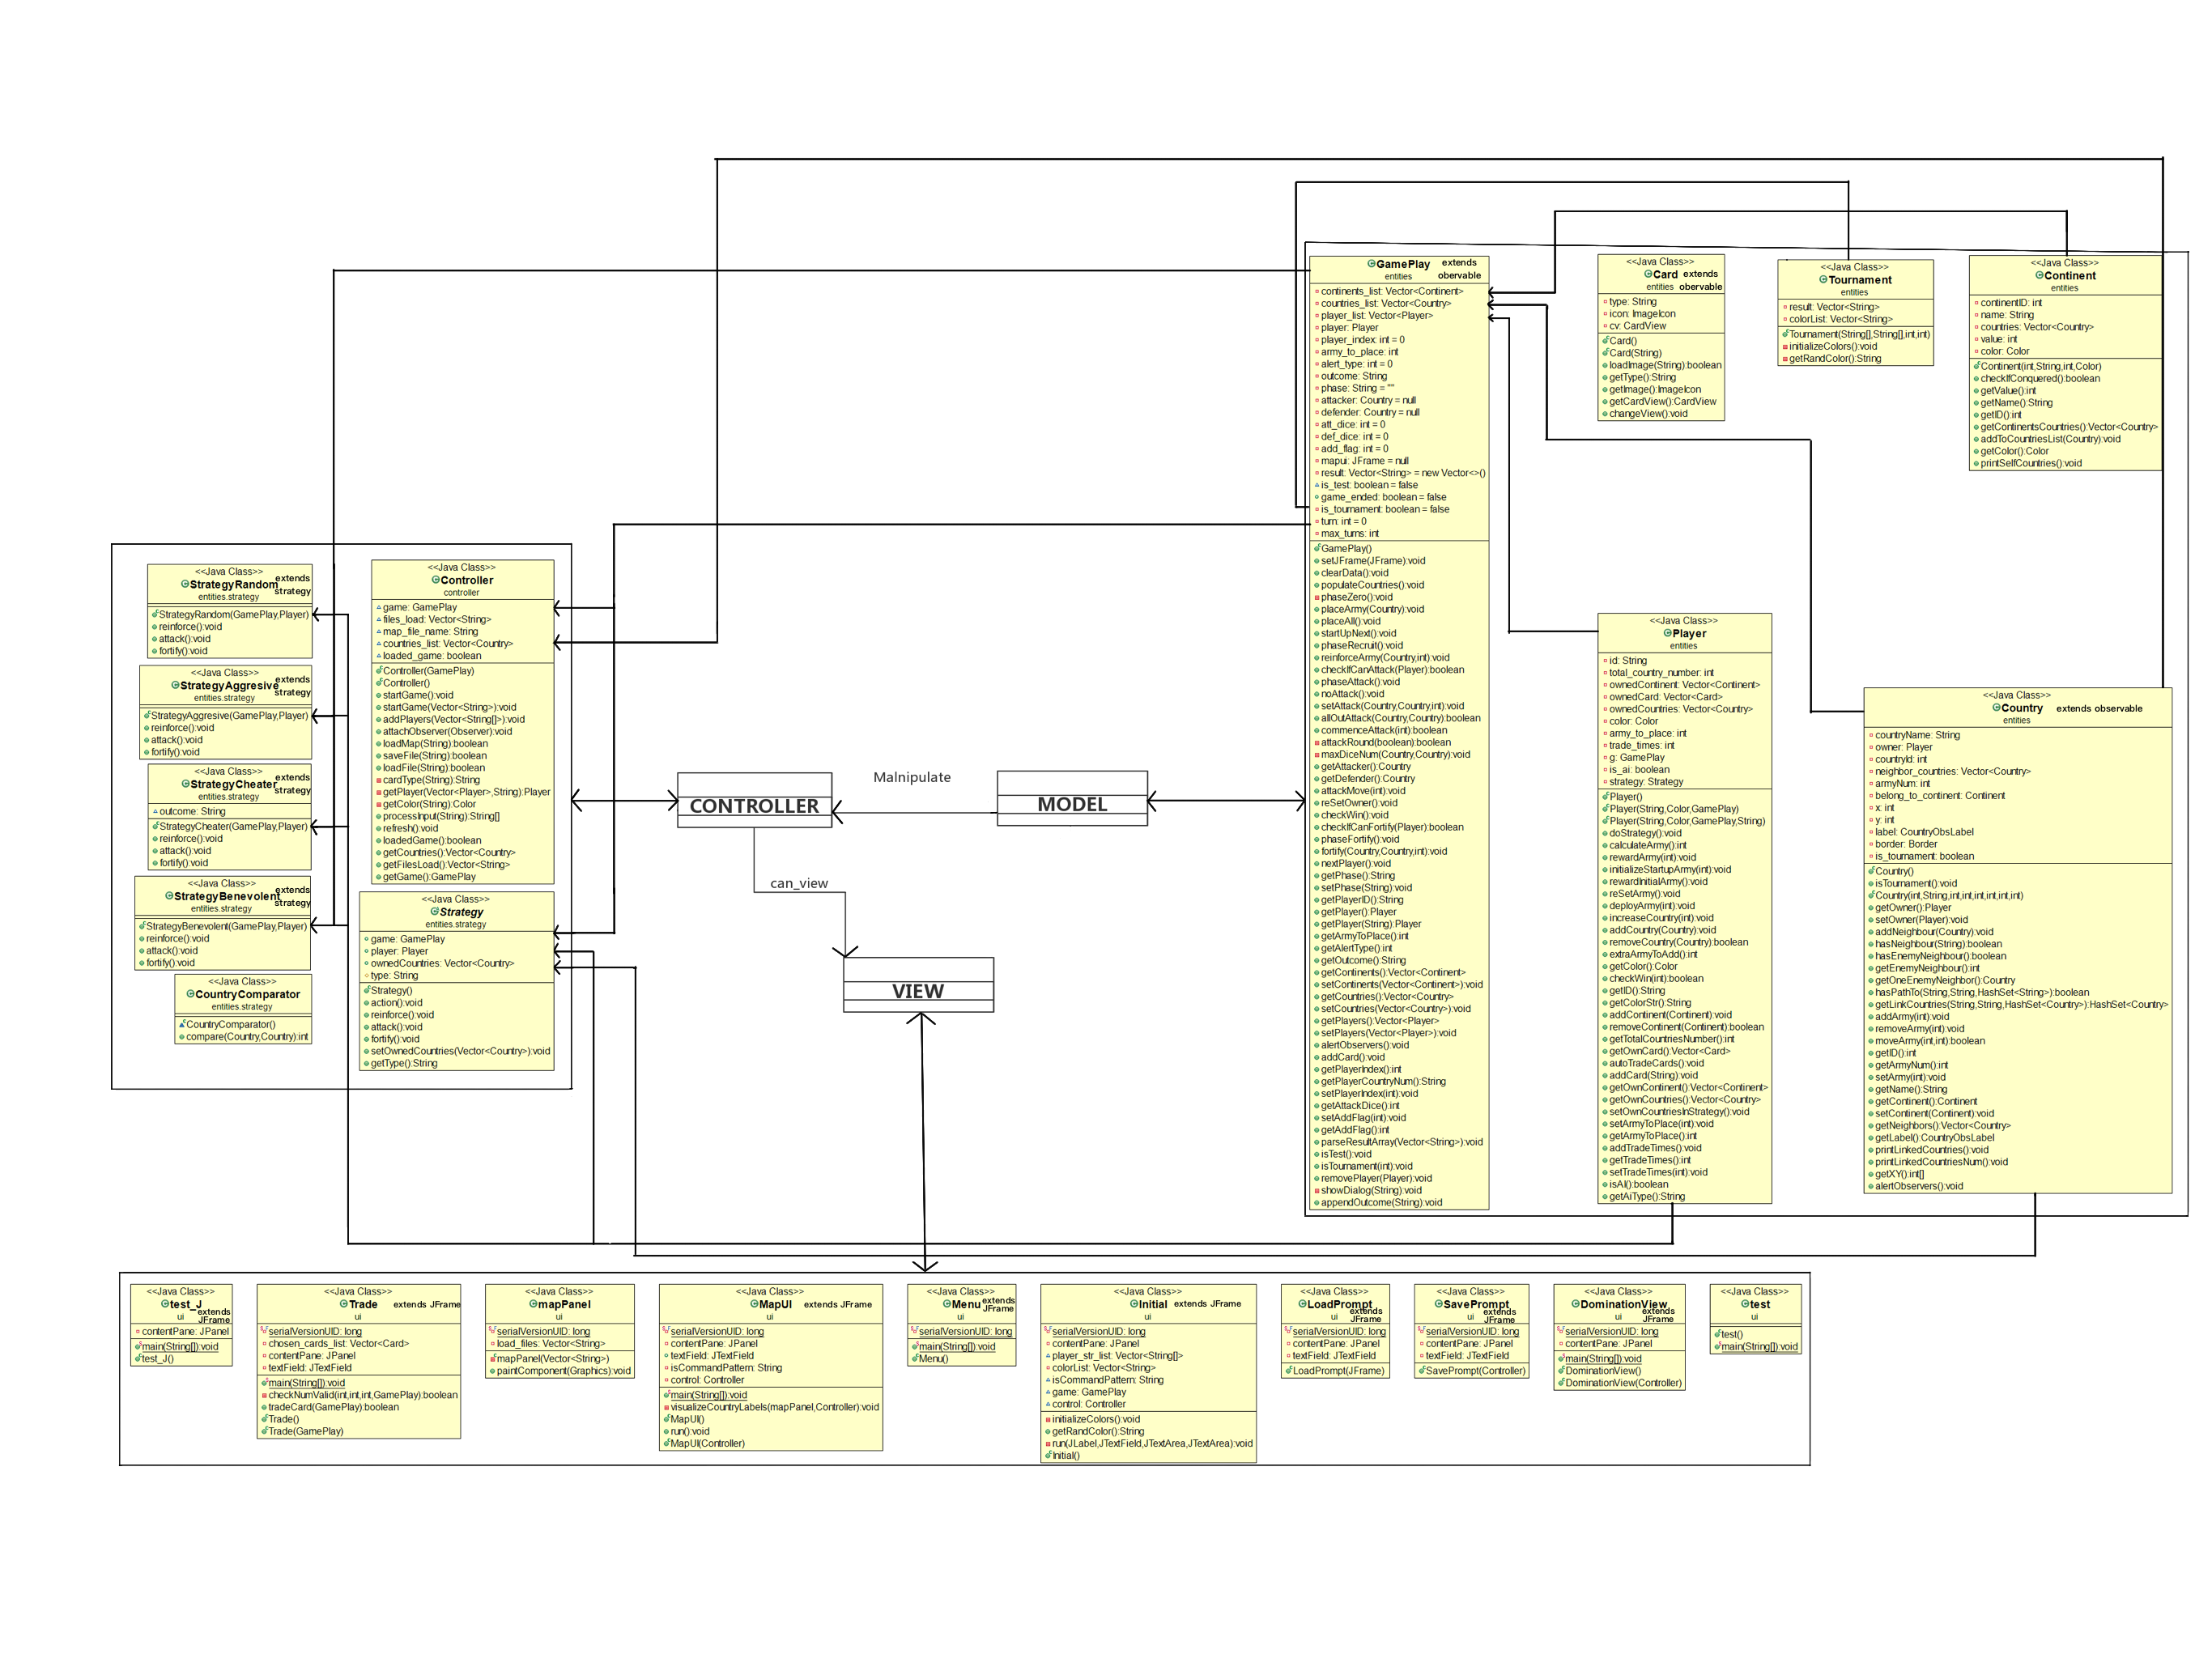 <<Java Class>>
GamePlay extends
entities obervable
continents_list: Vector<Continent>
countries_list: Vector<Country>
player_list: Vector<Player>
player: Player
player_index: int = 0
army_to_place: int
alert_type: int = 0
outcome: String
phase: String = ""
attacker: Country = null
defender: Country = null
att_dice: int = 0
def_dice: int = 0
add_flag: int = 0
mapui: JFrame = null
result: Vector<String> = new Vector<>()
is_test: boolean = false
game_ended: boolean = false
is_tournament: boolean = false
turn: int = 0
max_turns: int
GamePlay()
setJFrame(JFrame):void
clearData():void
populateCountries():void
phaseZero():void
placeArmy(Country):void
placeAll():void
startUpNext():void
phaseRecruit():void
reinforceArmy(Country,int):void
checkIfCanAttack(Player):boolean
phaseAttack():void
noAttack():void
setAttack(Country,Country,int):void
allOutAttack(Country,Country):boolean
commenceAttack(int):boolean
attackRound(boolean):boolean
maxDiceNum(Country,Country):void
getAttacker():Country
getDefender():Country
attackMove(int):void
reSetOwner():void
checkWin():void
checkIfCanFortify(Player):boolean
phaseFortify():void
fortify(Country,Country,int):void
nextPlayer():void
getPhase():String
setPhase(String):void
getPlayerID():String
getPlayer():Player
getPlayer(String):Player
getArmyToPlace():int
getAlertType():int
getOutcome():String
getContinents():Vector<Continent>
setContinents(Vector<Continent>):void
getCountries():Vector<Country>
setCountries(Vector<Country>):void
getPlayers():Vector<Player>
setPlayers(Vector<Player>):void
alertObservers():void
addCard():void
getPlayerIndex():int
getPlayerCountryNum():String
setPlayerIndex(int):void
getAttackDice():int
setAddFlag(int):void
getAddFlag():int
parseResultArray(Vector<String>):void
isTest():void
isTournament(int):void
removePlayer(Player):void
showDialog(String):void
appendOutcome(String):void
<<Java Class>>
Card extends
entities obervable
type: String
icon: ImageIcon
cv: CardView
Card()
Card(String)
loadImage(String):boolean
getType():String
getImage():ImageIcon
getCardView():CardView
changeView():void
<<Java Class>>
Tournament
entities
result: Vector<String>
colorList: Vector<String>
Tournament(String[],String[],int,int)
initializeColors():void
getRandColor():String
<<Java Class>>
Continent
entities
continentID: int
name: String
countries: Vector<Country>
value: int
color: Color
Continent(int,String,int,Color)
checkIfConquered():boolean
getValue():int
getName():String
getID():int
getContinentsCountries():Vector<Country>
addToCountriesList(Country):void
getColor():Color
printSelfCountries():void
<<Java Class>>
StrategyRandom extends
strategy
entities.strategy
StrategyRandom(GamePlay,Player)
reinforce():void
attack():void
fortify():void
<<Java Class>>
StrategyAggresive extends
strategy
entities.strategy
StrategyAggresive(GamePlay,Player)
reinforce():void
attack():void
fortify():void
<<Java Class>>
StrategyCheater extends
strategy
entities.strategy
outcome: String
StrategyCheater(GamePlay,Player)
reinforce():void
attack():void
fortify():void
<<Java Class>>
StrategyBenevolent extends
strategy
entities.strategy
StrategyBenevolent(GamePlay,Player)
reinforce():void
attack():void
fortify():void
<<Java Class>>
CountryComparator
entities.strategy
CountryComparator()
compare(Country,Country):int
<<Java Class>>
Controller
controller
game: GamePlay
files_load: Vector<String>
map_file_name: String
countries_list: Vector<Country>
loaded_game: boolean
Controller(GamePlay)
Controller()
startGame():void
startGame(Vector<String>):void
addPlayers(Vector<String[]>):void
attachObserver(Observer):void
loadMap(String):boolean
saveFile(String):boolean
loadFile(String):boolean
cardType(String):String
getPlayer(Vector<Player>,String):Player
getColor(String):Color
processInput(String):String[]
refresh():void
loadedGame():boolean
getCountries():Vector<Country>
getFilesLoad():Vector<String>
getGame():GamePlay
<<Java Class>>
Strategy
entities.strategy
game: GamePlay
player: Player
ownedCountries: Vector<Country>
type: String
Strategy()
action():void
reinforce():void
attack():void
fortify():void
setOwnedCountries(Vector<Country>):void
getType():String
CONTROLLER
Malnipulate
MODEL
can_view
VIEW
<<Java Class>>
Player
entities
id: String
total_country_number: int
ownedContinent: Vector<Continent>
ownedCard: Vector<Card>
ownedCountries: Vector<Country>
color: Color
army_to_place: int
trade_times: int
g: GamePlay
is_ai: boolean
strategy: Strategy
Player()
Player(String,Color,GamePlay)
Player(String,Color,GamePlay,String)
doStrategy():void
calculateArmy():int
rewardArmy(int):void
initializeStartupArmy(int):void
rewardInitialArmy():void
reSetArmy():void
deployArmy(int):void
increaseCountry(int):void
addCountry(Country):void
removeCountry(Country):boolean
extraArmyToAdd():int
getColor():Color
checkWin(int):boolean
getID():String
getColorStr():String
addContinent(Continent):void
removeContinent(Continent):boolean
getTotalCountriesNumber():int
getOwnCard():Vector<Card>
autoTradeCards():void
addCard(String):void
getOwnContinent():Vector<Continent>
getOwnCountries():Vector<Country>
setOwnCountriesInStrategy():void
setArmyToPlace(int):void
getArmyToPlace():int
addTradeTimes():void
getTradeTimes():int
setTradeTimes(int):void
isAI():boolean
getAiType():String
<<Java Class>>
Country extends observable
entities
countryName: String
owner: Player
countryId: int
neighbor_countries: Vector<Country>
armyNum: int
belong_to_continent: Continent
x: int
y: int
label: CountryObsLabel
border: Border
is_tournament: boolean
Country()
isTournament():void
Country(int,String,int,int,int,int,int,int)
getOwner():Player
setOwner(Player):void
addNeighbour(Country):void
hasNeighbour(String):boolean
hasEnemyNeighbour():boolean
getEnemyNeighbour():int
getOneEnemyNeighbor():Country
hasPathTo(String,String,HashSet<String>):boolean
getLinkCountries(String,String,HashSet<Country>):HashSet<Country>
addArmy(int):void
removeArmy(int):void
moveArmy(int,int):boolean
getID():int
getArmyNum():int
setArmy(int):void
getName():String
getContinent():Continent
setContinent(Continent):void
getNeighbors():Vector<Country>
getLabel():CountryObsLabel
printLinkedCountries():void
printLinkedCountriesNum():void
getXY():int[]
alertObservers():void
<<Java Class>>
test_J
extends
ui JFrame
contentPane: JPanel
main(String[]):void
test_J()
<<Java Class>>
Trade extends JFrame
ui
serialVersionUID: long
chosen_cards_list: Vector<Card>
contentPane: JPanel
textField: JTextField
main(String[]):void
checkNumValid(int,int,int,GamePlay):boolean
tradeCard(GamePlay):boolean
Trade()
Trade(GamePlay)
<<Java Class>>
mapPanel
ui
serialVersionUID: long
load_files: Vector<String>
mapPanel(Vector<String>)
paintComponent(Graphics):void
<<Java Class>>
MapUI extends JFrame
ui
serialVersionUID: long
contentPane: JPanel
textField: JTextField
isCommandPattern: String
control: Controller
main(String[]):void
visualizeCountryLabels(mapPanel,Controller):void
MapUI()
run():void
MapUI(Controller)
<<Java Class>>
Menu extends
JFrame
ui
serialVersionUID: long
main(String[]):void
Menu()
<<Java Class>>
Initial extends JFrame
ui
serialVersionUID: long
contentPane: JPanel
player_str_list: Vector<String[]>
colorList: Vector<String>
isCommandPattern: String
game: GamePlay
control: Controller
initializeColors():void
getRandColor():String
run(JLabel,JTextField,JTextArea,JTextArea):void
Initial()
<<Java Class>>
LoadPrompt
extends
ui JFrame
serialVersionUID: long
contentPane: JPanel
textField: JTextField
LoadPrompt(JFrame)
<<Java Class>>
SavePrompt
extends
ui JFrame
serialVersionUID: long
contentPane: JPanel
textField: JTextField
SavePrompt(Controller)
<<Java Class>>
DominationView
extends
ui JFrame
serialVersionUID: long
contentPane: JPanel
main(String[]):void
DominationView()
DominationView(Controller)
<<Java Class>>
test
ui
test()
main(String[]):void